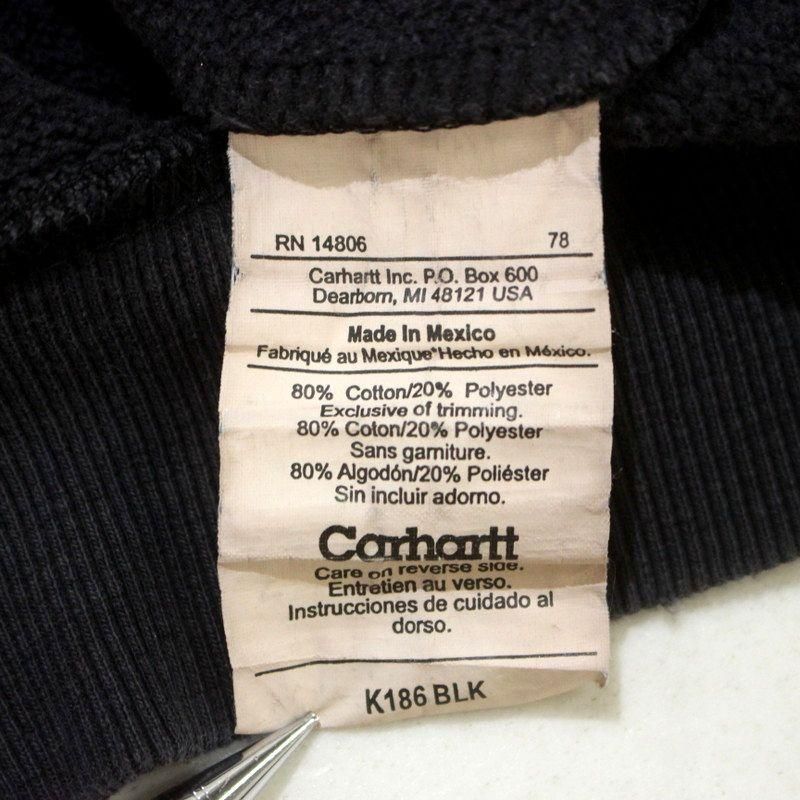 RN 14806 78
Carhartt Inc. P.O. Box 600
Dearborn, MI 48121 USA
Made In Mexico
Fabriqué au Mexique*Hecho en México.
80% Cotton/20% Polyester
Exclusive of trimming.
80% Coton/20% Polyester
Sans garniture.
80% Algodón/20% Poliéster
Sin incluir adorno.
Carhartt
Care on reverse side.
Entretien au verso.
Instrucciones de cuidado al
dorso.
K186 BLK